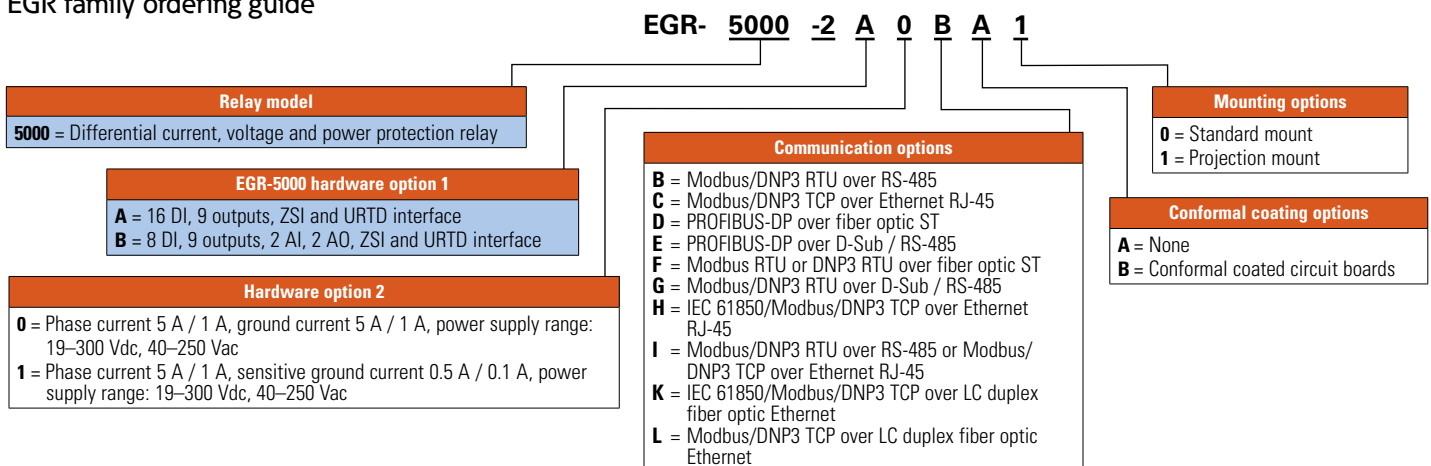 EGR family ordering guide
EGR- 5000 -2 A 0 B A 1
Relay model
5000 = Differential current, voltage and power protection relay
EGR-5000 hardware option 1
A = 16 DI, 9 outputs, ZSI and URTD interface
B = 8 DI, 9 outputs, 2 AI, 2 AO, ZSI and URTD interface
Hardware option 2
0 = Phase current 5 A / 1 A, ground current 5 A / 1 A, power supply range:
19–300 Vdc, 40–250 Vac
1 = Phase current 5 A / 1 A, sensitive ground current 0.5 A / 0.1 A, power
supply range: 19–300 Vdc, 40–250 Vac
Communication options
B = Modbus/DNP3 RTU over RS-485
C = Modbus/DNP3 TCP over Ethernet RJ-45
D = PROFIBUS-DP over fiber optic ST
E = PROFIBUS-DP over D-Sub / RS-485
F = Modbus RTU or DNP3 RTU over fiber optic ST
G = Modbus/DNP3 RTU over D-Sub / RS-485
H = IEC 61850/Modbus/DNP3 TCP over Ethernet
RJ-45
I = Modbus/DNP3 RTU over RS-485 or Modbus/
DNP3 TCP over Ethernet RJ-45
K = IEC 61850/Modbus/DNP3 TCP over LC duplex
fiber optic Ethernet
L = Modbus/DNP3 TCP over LC duplex fiber optic
Ethernet
Mounting options
0 = Standard mount
1 = Projection mount
Conformal coating options
A = None
B = Conformal coated circuit boards